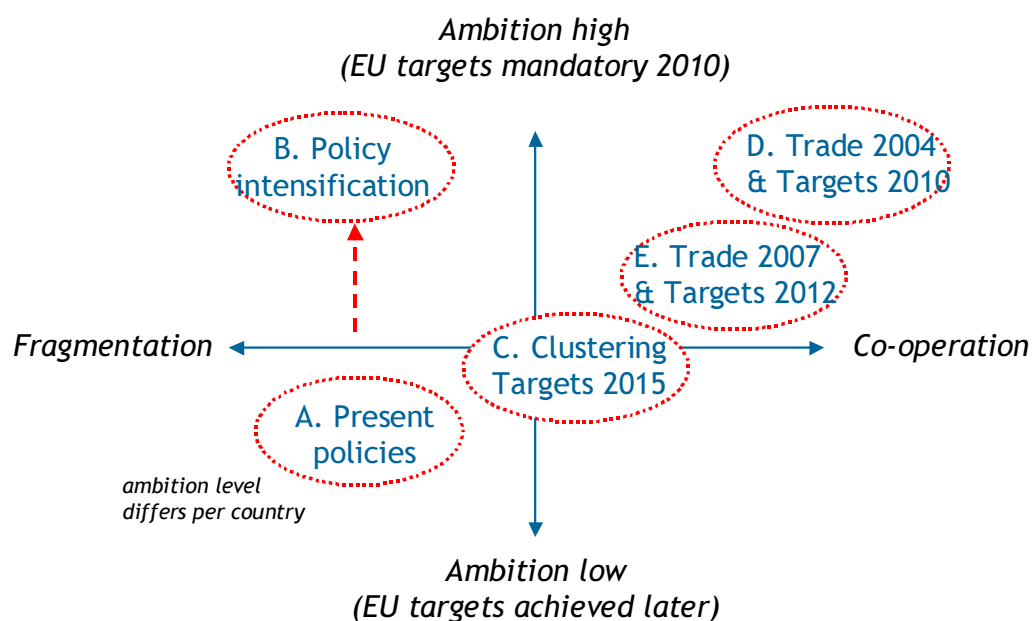 Ambition high
(EU targets mandatory 2010)
B. Policy
intensification
D. Trade 2004
& Targets 2010
E. Trade 2007
& Targets 2012
Fragmentation
C. Clustering
Targets 2015
Co-operation
A. Present
policies
ambition level
differs per country
Ambition low
(EU targets achieved later)